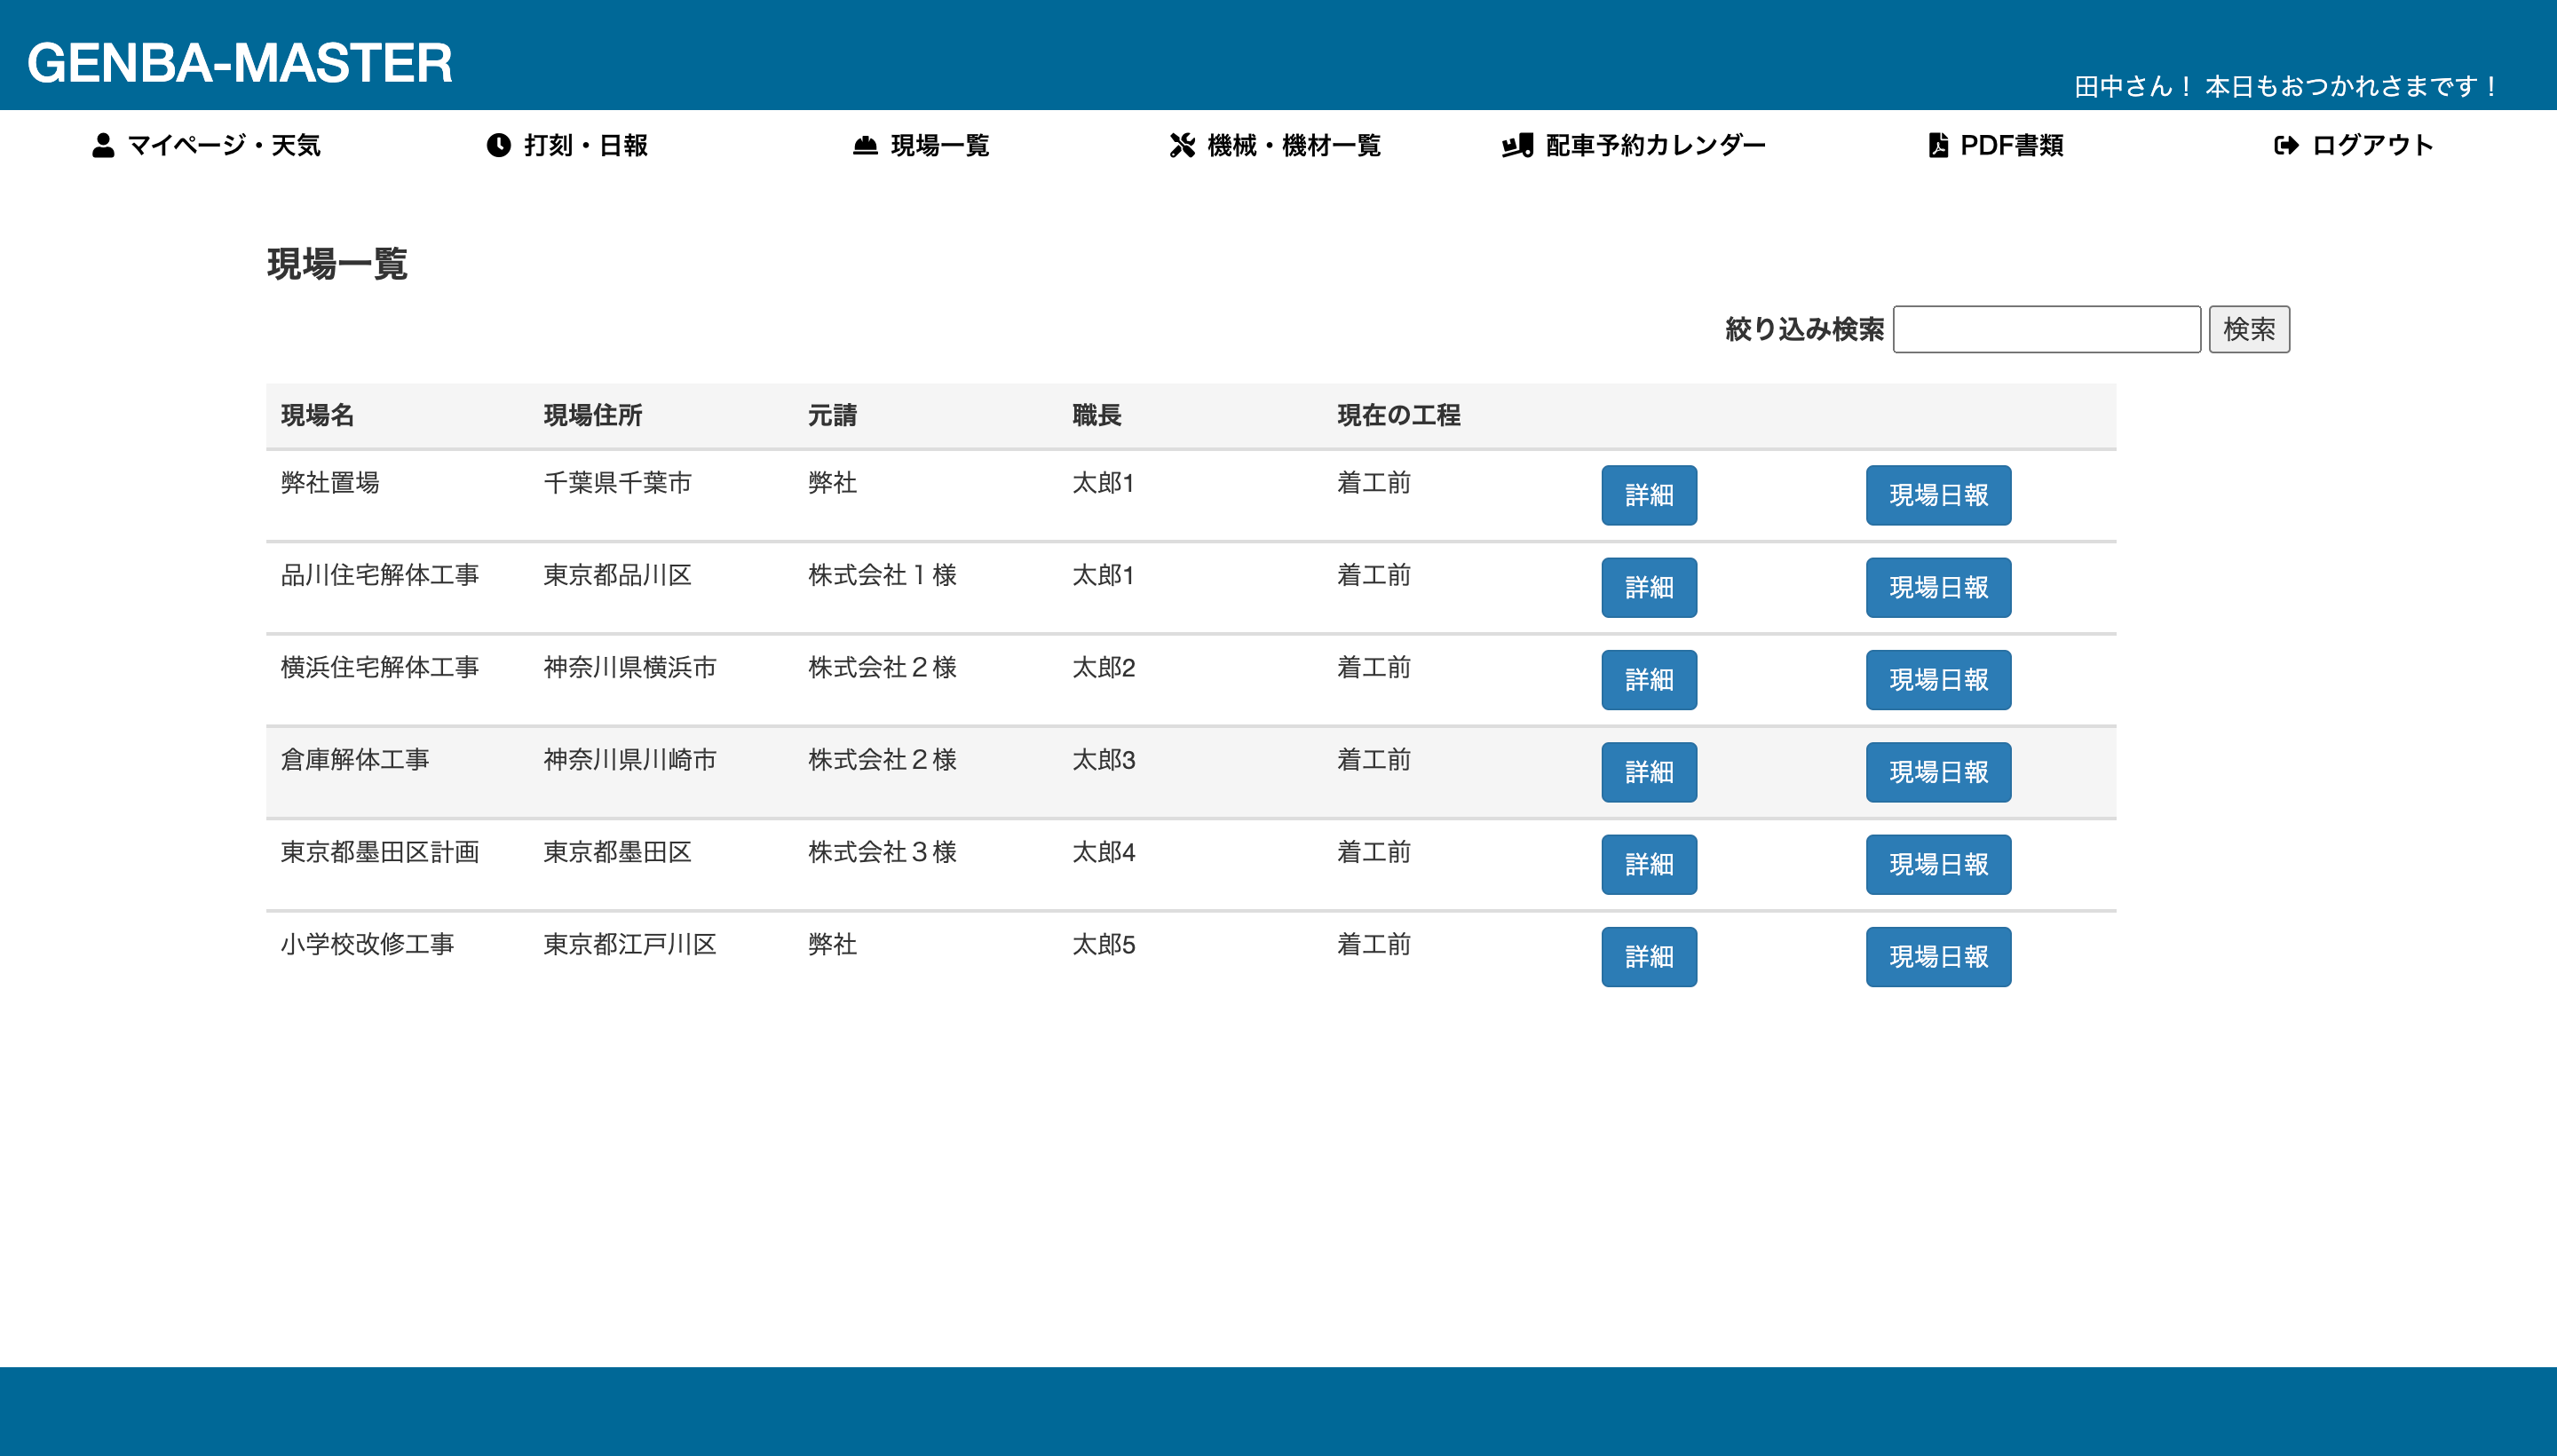 GENBA-MASTER
田中さん！ 本日もおつかれさまです！
マイページ・天気 打刻・日報 現場一覧 機械・機材一覧 配車予約カレンダー PDF書類 ログアウト
現場一覧
絞り込み検索 検索
現場名 現場住所 元請 職長 現在の工程
弊社置場 千葉県千葉市 弊社 太郎1 着工前 詳細 現場日報
品川住宅解体工事 東京都品川区 株式会社１様 太郎1 着工前 詳細 現場日報
横浜住宅解体工事 神奈川県横浜市 株式会社２様 太郎2 着工前 詳細 現場日報
倉庫解体工事 神奈川県川崎市 株式会社２様 太郎3 着工前 詳細 現場日報
東京都墨田区計画 東京都墨田区 株式会社３様 太郎4 着工前 詳細 現場日報
小学校改修工事 東京都江戸川区 弊社 太郎5 着工前 詳細 現場日報